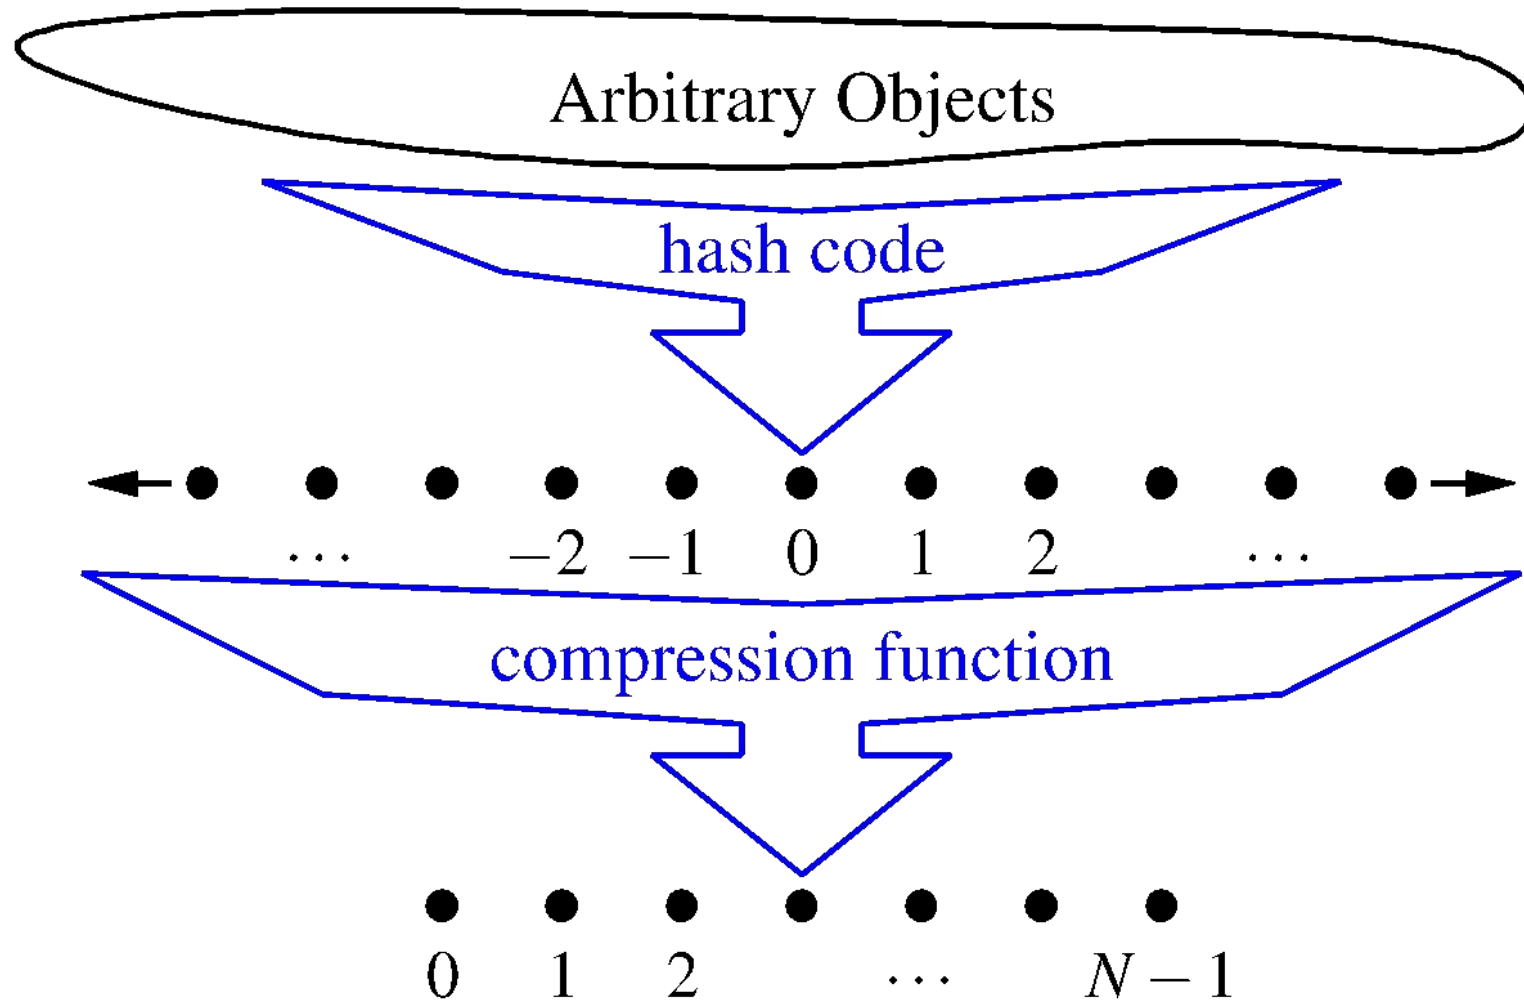 Arbitrary Objects
hash code
... −2 −1 0 1 2 ...
compression function
0 1 2 ... N − 1